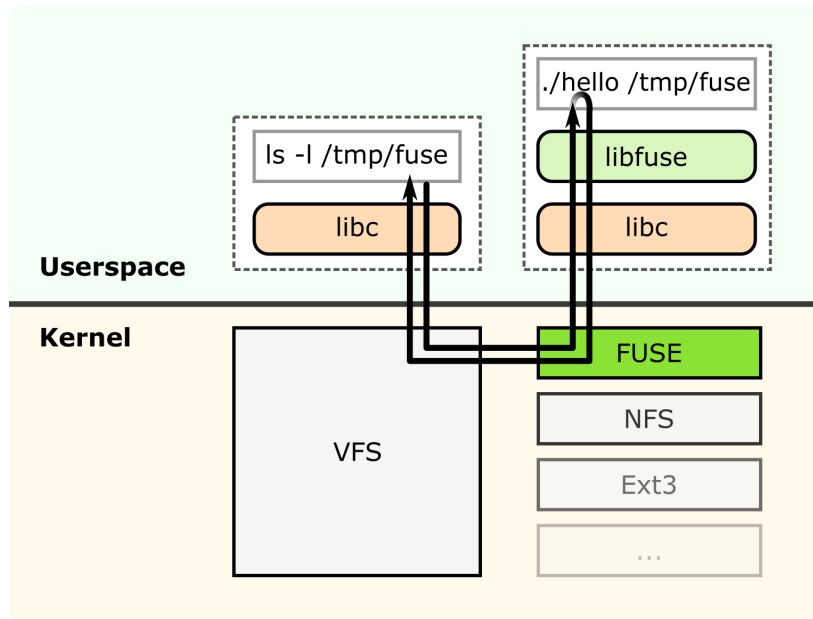 ./hello /tmp/fuse
ls -l /tmp/fuse
libfuse
libc
libc
Userspace
Kernel
FUSE
NFS
VFS
Ext3
...